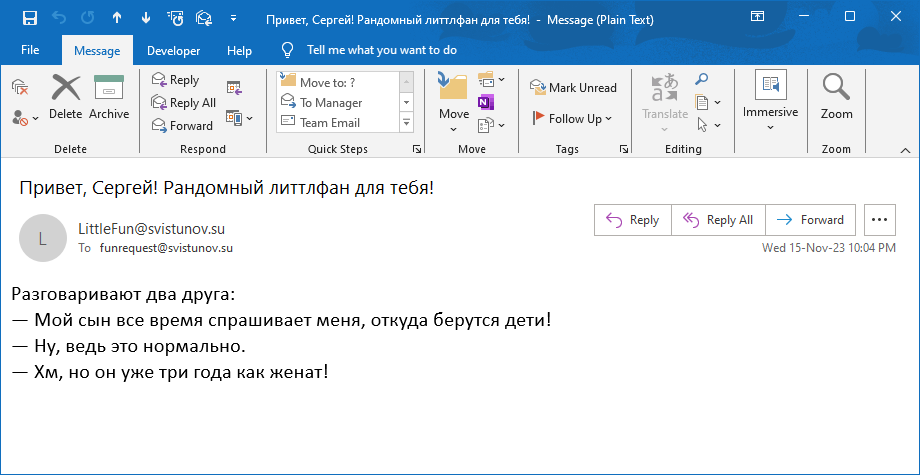 Привет, Сергей! Рандомный литтлфан для тебя! - Message (Plain Text)
File Message Developer Help Tell me what you want to do
Delete
Archive
Delete
Reply
Reply All
Forward
Respond
Move to: ?
To Manager
Team Email
Quick Steps
Move
Move
Mark Unread
Follow Up
Tags
Translate
Editing
Immersive
Zoom
Zoom
Привет, Сергей! Рандомный литтлфан для тебя!
L
LittleFun@svistunov.su
To funrequest@svistunov.su
Reply Reply All Forward
Wed 15-Nov-23 10:04 PM
Разговаривают два друга:
— Мой сын все время спрашивает меня, откуда берутся дети!
— Ну, ведь это нормально.
— Хм, но он уже три года как женат!